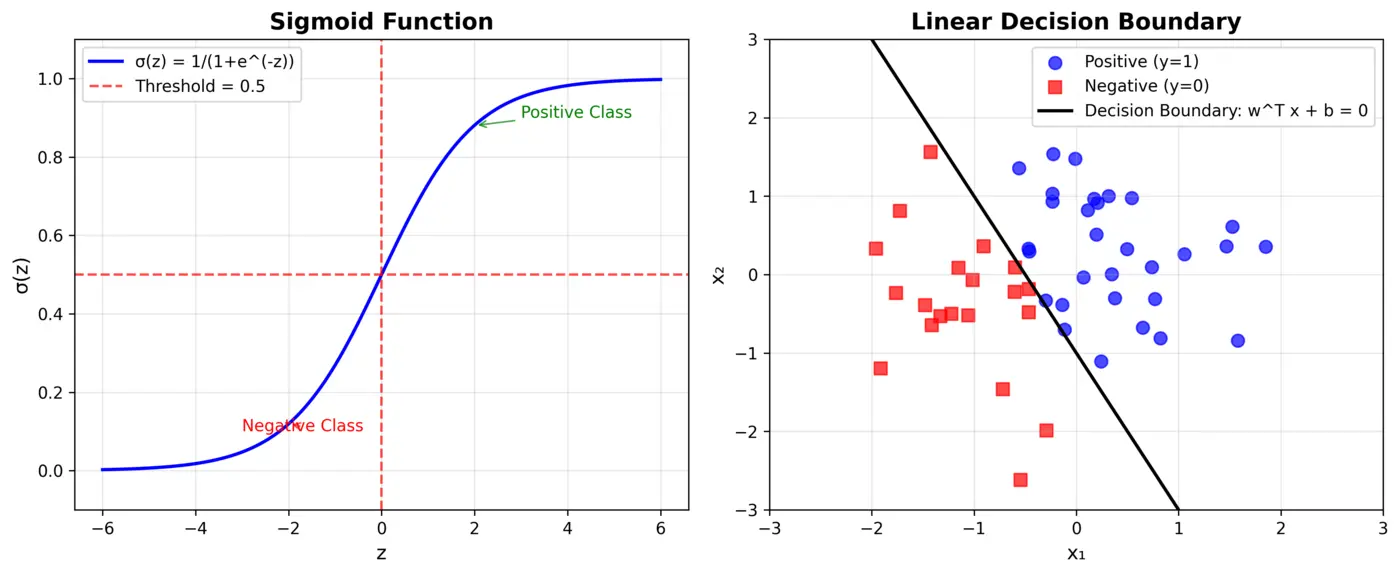 Sigmoid Function
σ(z) = 1/(1+e^(-z))
Threshold = 0.5
Positive Class
Negative Class
1.0
0.8
0.6
0.4
0.2
0.0
σ(z)
−6 −4 −2 0 2 4 6
z
Linear Decision Boundary
Positive (y=1)
Negative (y=0)
Decision Boundary: w^T x + b = 0
3
2
1
0
−1
−2
−3
x₂
−3 −2 −1 0 1 2 3
x₁